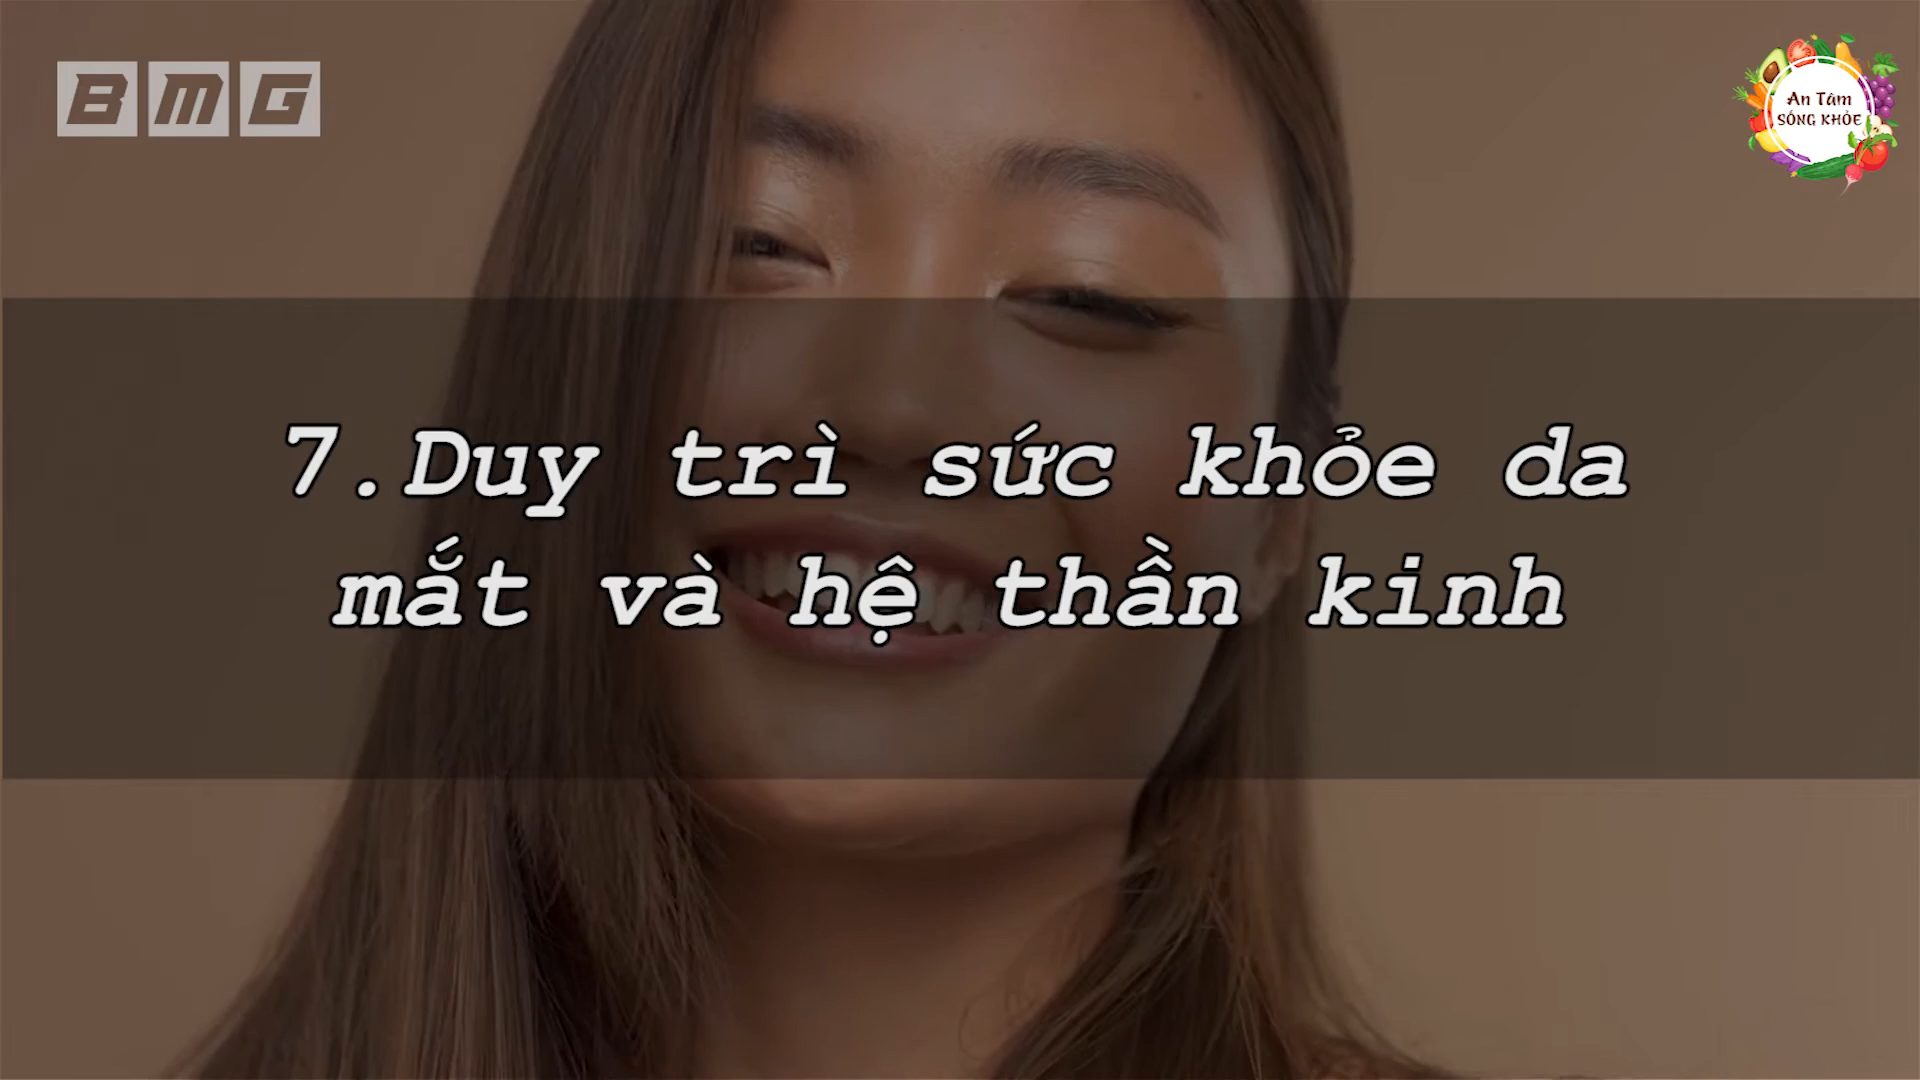 BMG
An Tâm
SỐNG KHỎE
7.Duy trì sức khỏe da
mắt và hệ thần kinh